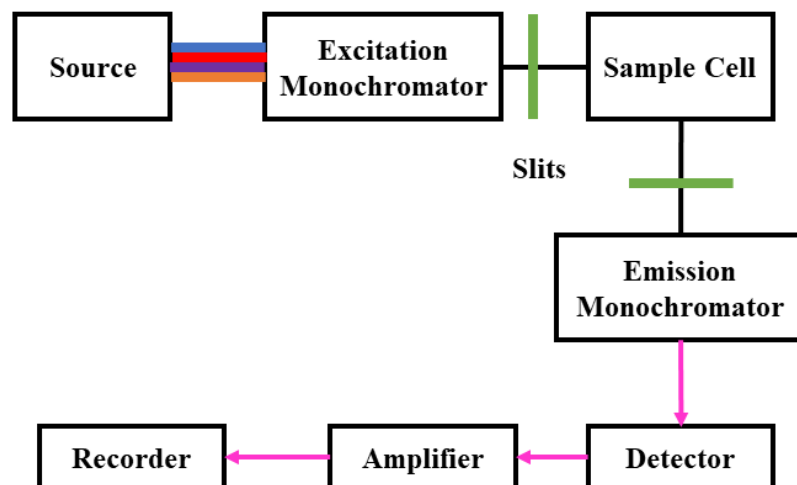 Source
Excitation
Monochromator
Sample Cell
Slits
Emission
Monochromator
Recorder
Amplifier
Detector